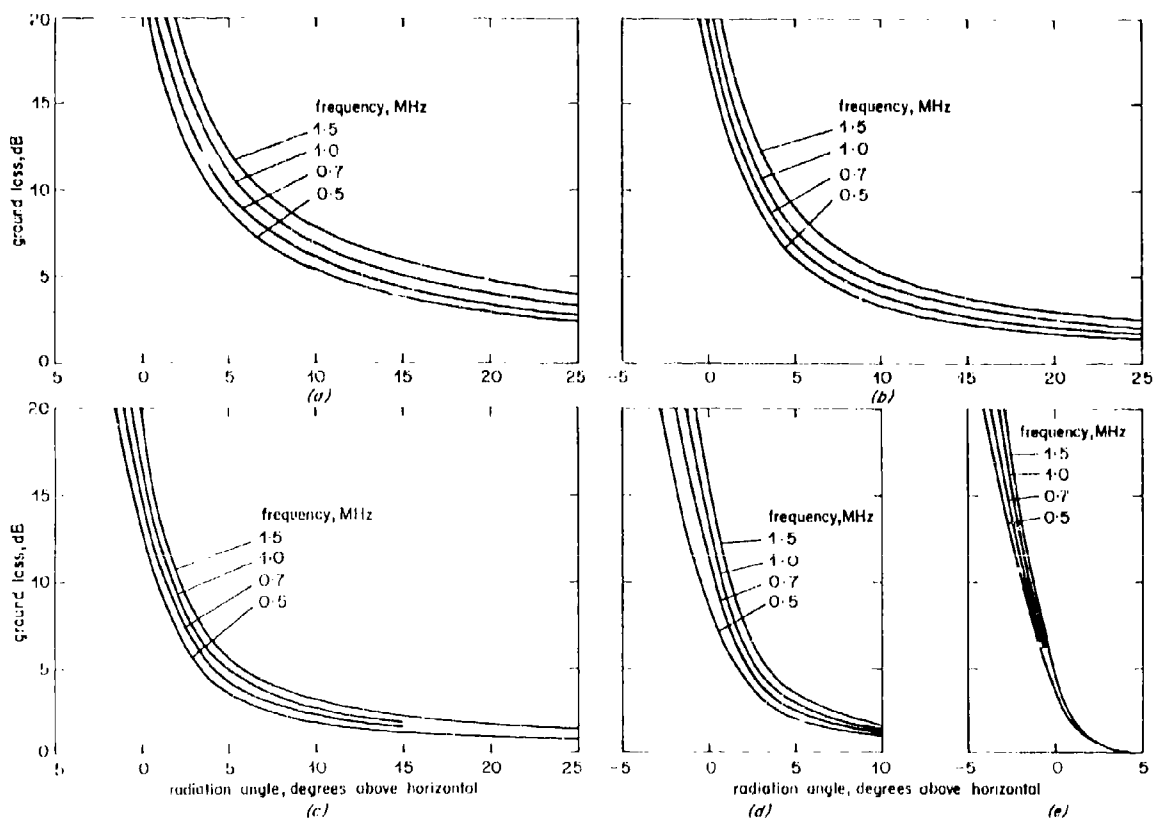 20
15
10
5
0
ground loss, dB
frequency, MHz
1·5
1·0
0·7
0·5
5 0 5 10 15 20 25
(a)
frequency, MHz
1·5
1·0
0·7
0·5
-5 0 5 10 15 20 25
(b)
20
15
10
5
0
ground loss, dB
frequency, MHz
1·5
1·0
0·7
0·5
5 0 5 10 15 20 25
radiation angle, degrees above horizontal
(c)
frequency, MHz
1·5
1·0
0·7
0·5
-5 0 5 10
frequency, MHz
1·5
1·0
0·7
0·5
-5 0 5
radiation angle, degrees above horizontal
(d)
(e)